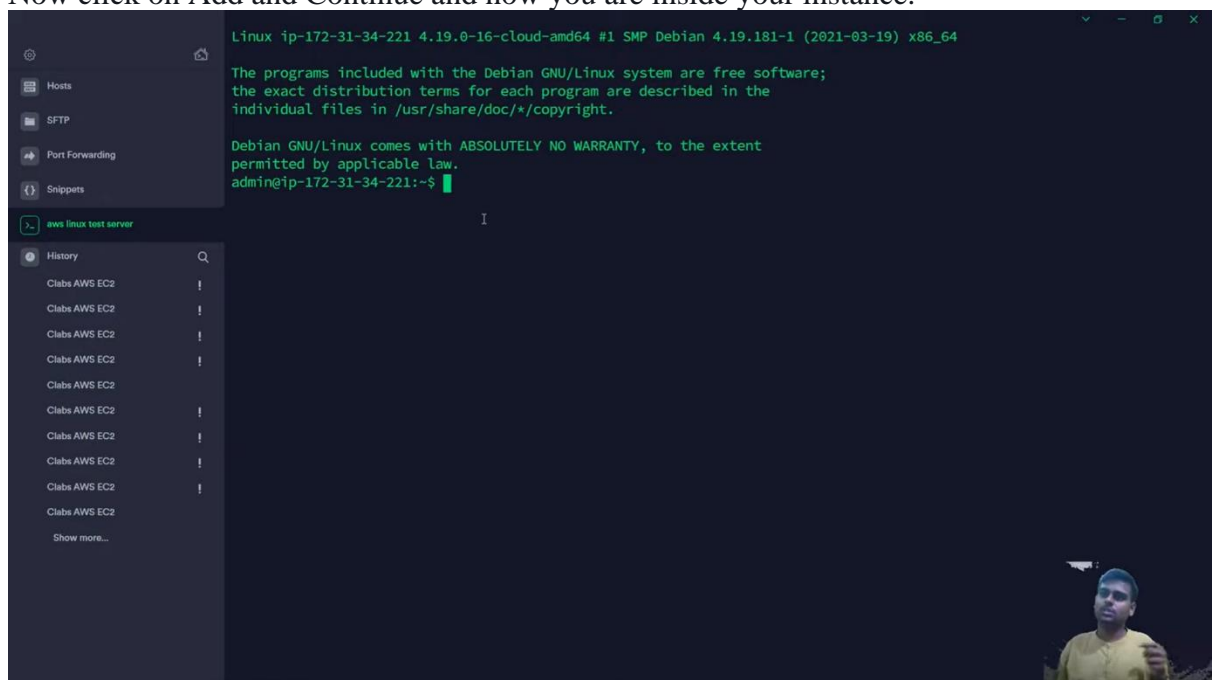 Now click on Add and Continue and now you are inside your instance.
Linux ip-172-31-34-221 4.19.0-16-cloud-amd64 #1 SMP Debian 4.19.181-1 (2021-03-19) x86_64
The programs included with the Debian GNU/Linux system are free software;
the exact distribution terms for each program are described in the
individual files in /usr/share/doc/*/copyright.
Debian GNU/Linux comes with ABSOLUTELY NO WARRANTY, to the extent
permitted by applicable law.
admin@ip-172-31-34-221:~$
Hosts
SFTP
Port Forwarding
{} Snippets
aws linux test server
History
Clabs AWS EC2 !
Clabs AWS EC2 !
Clabs AWS EC2 !
Clabs AWS EC2 !
Clabs AWS EC2
Clabs AWS EC2 !
Clabs AWS EC2 !
Clabs AWS EC2 !
Clabs AWS EC2 !
Clabs AWS EC2
Show more...